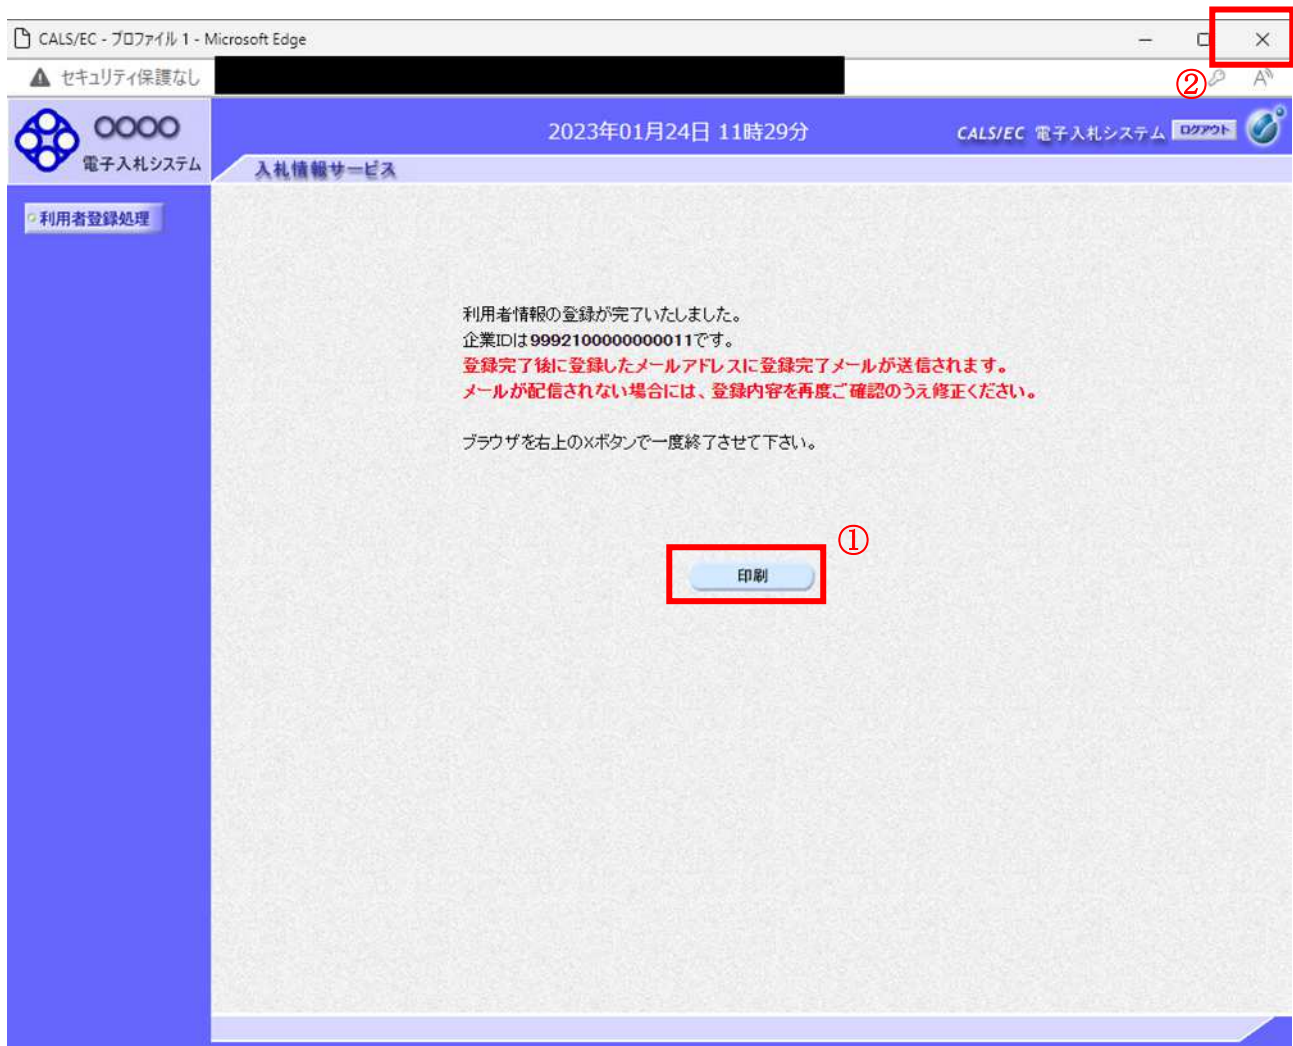 CALS/EC - プロファイル 1 - Microsoft Edge
セキュリティ保護なし
②
〇〇〇〇
電子入札システム
2023年01月24日 11時29分
CALS/EC 電子入札システム
ログアウト
入札情報サービス
利用者登録処理
利用者情報の登録が完了いたしました。
企業IDは9992100000000011です。
登録完了後に登録したメールアドレスに登録完了メールが送信されます。
メールが配信されない場合には、登録内容を再度ご確認のうえ修正ください。
ブラウザを右上の×ボタンで一度終了させて下さい。
①
印刷